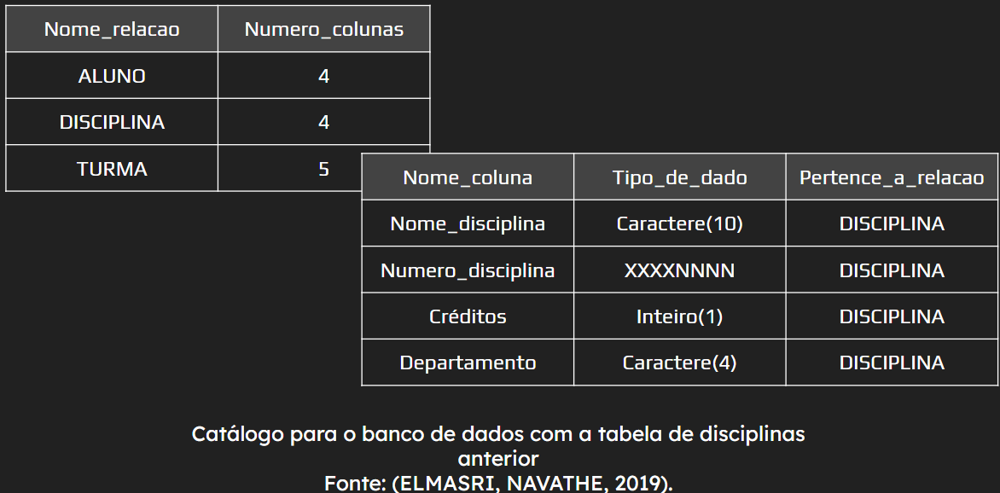 Nome_relacao Numero_colunas
ALUNO 4
DISCIPLINA 4
TURMA 5
Nome_coluna Tipo_de_dado Pertence_a_relacao
Nome_disciplina Caractere(10) DISCIPLINA
Numero_disciplina XXXXNNNN DISCIPLINA
Créditos Inteiro(1) DISCIPLINA
Departamento Caractere(4) DISCIPLINA
Catálogo para o banco de dados com a tabela de disciplinas
anterior
Fonte: (ELMASRI, NAVATHE, 2019).